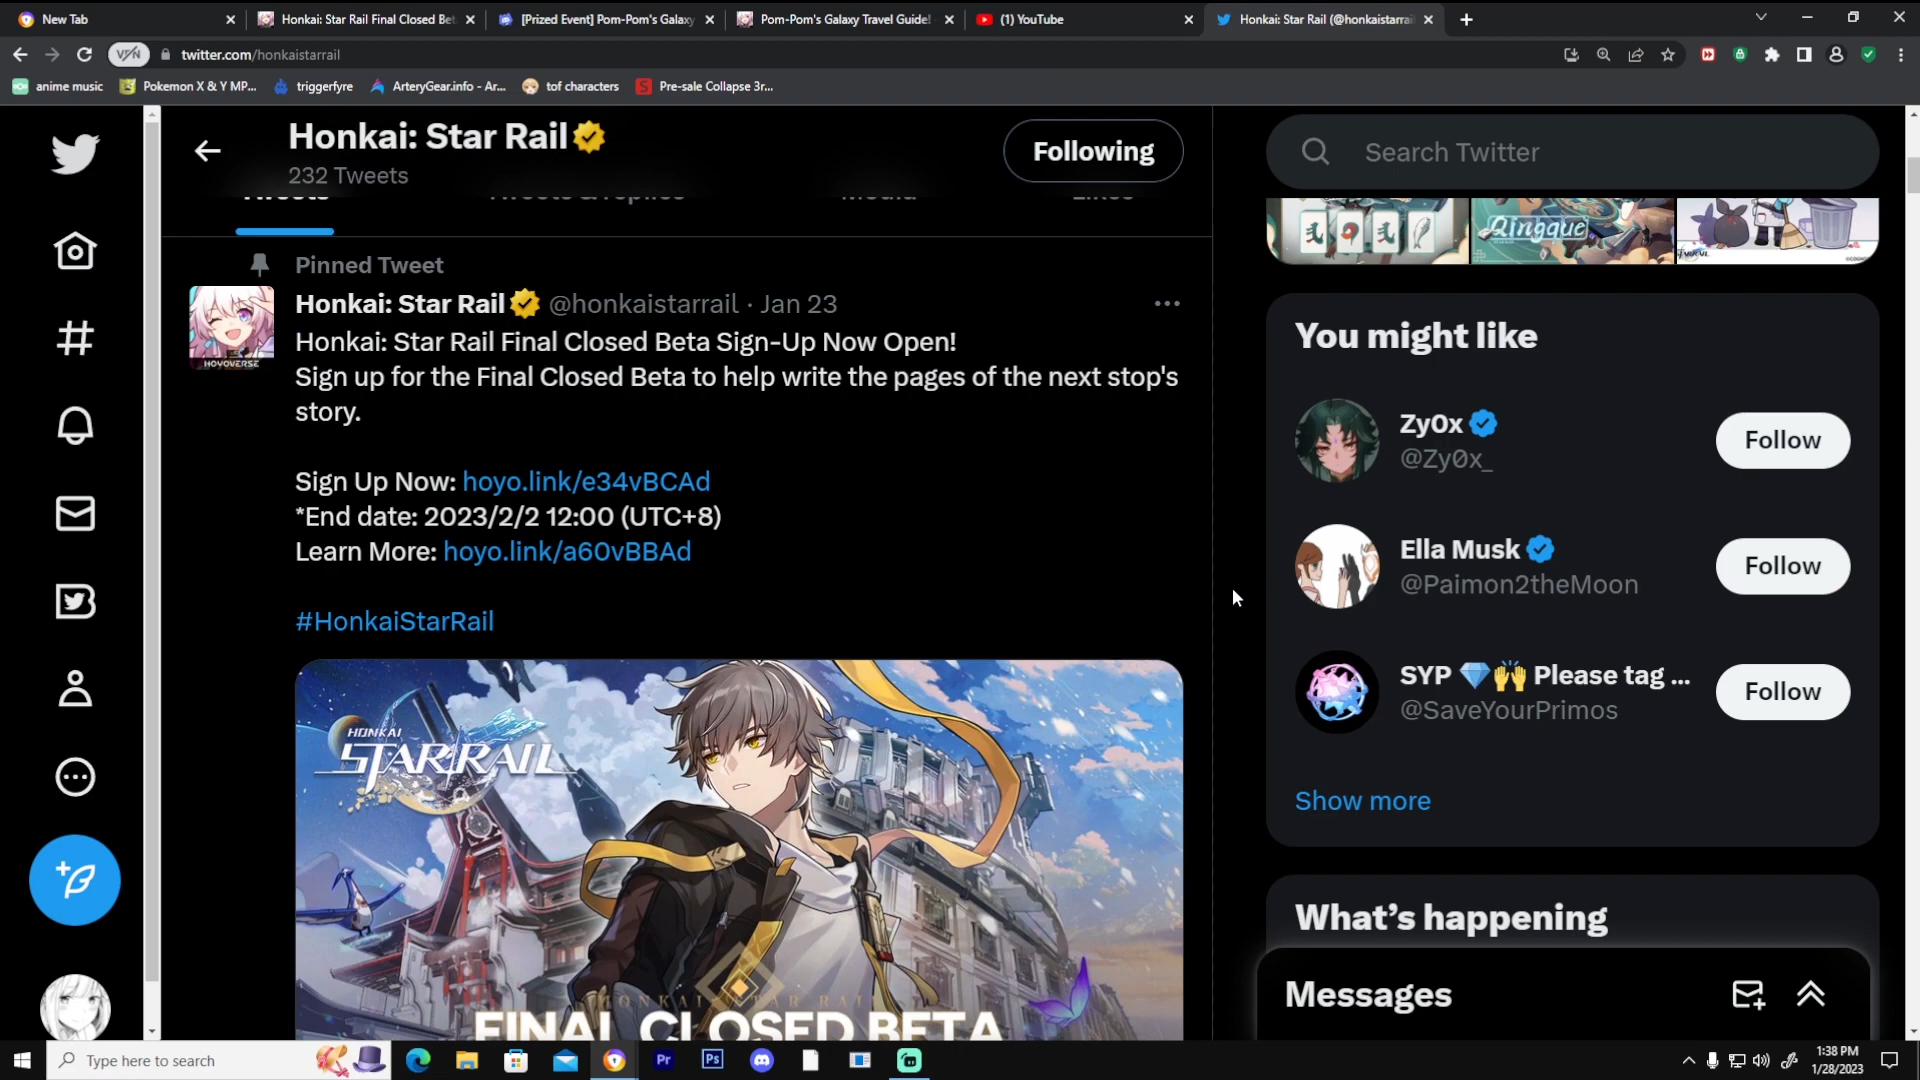 New Tab
Honkai: Star Rail Final Closed Bet
[Prized Event] Pom-Pom's Galaxy
Pom-Pom's Galaxy Travel Guide!
(1) YouTube
Honkai: Star Rail (@honkaistarrai
VPN
twitter.com/honkaistarrail
anime music
Pokemon X & Y MP...
triggerfyre
ArteryGear.info - Ar...
tof characters
Pre-sale Collapse 3r...
Honkai: Star Rail
232 Tweets
Following
Search Twitter
Tweets
Tweets & replies
Media
Likes
Qingque
Pinned Tweet
Honkai: Star Rail @honkaistarrail · Jan 23
Honkai: Star Rail Final Closed Beta Sign-Up Now Open!
Sign up for the Final Closed Beta to help write the pages of the next stop's
story.
Sign Up Now: hoyo.link/e34vBCAd
*End date: 2023/2/2 12:00 (UTC+8)
Learn More: hoyo.link/a60vBBAd
#HonkaiStarRail
HOYOVERSE
HONKAI
STAR RAIL
HONKAI STAR RAIL
FINAL CLOSED BETA
You might like
Zy0x
@Zy0x_
Follow
Ella Musk
@Paimon2theMoon
Follow
SYP 💎🙌 Please tag ...
@SaveYourPrimos
Follow
Show more
What's happening
Messages
Type here to search
Pr
Ps
1:38 PM
1/28/2023